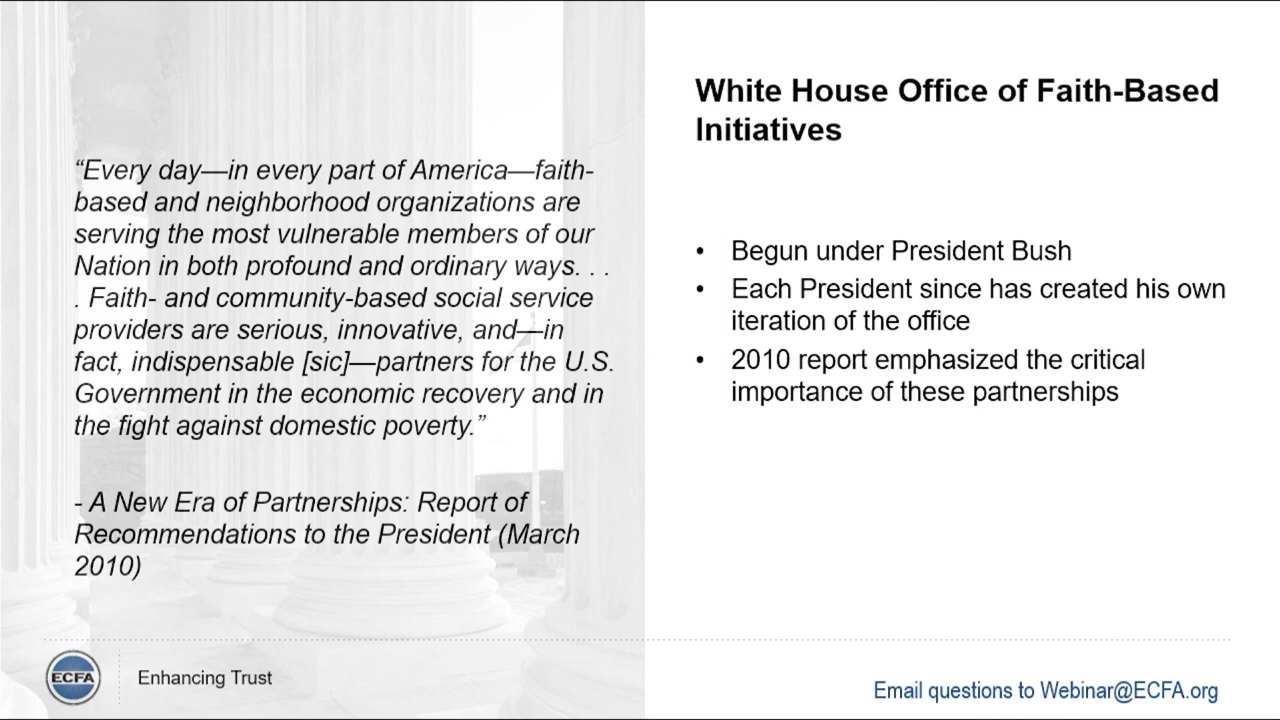 “Every day—in every part of America—faith-
based and neighborhood organizations are
serving the most vulnerable members of our
Nation in both profound and ordinary ways. . .
. Faith- and community-based social service
providers are serious, innovative, and—in
fact, indispensable [sic]—partners for the U.S.
Government in the economic recovery and in
the fight against domestic poverty.”
- A New Era of Partnerships: Report of
Recommendations to the President (March
2010)
White House Office of Faith-Based
Initiatives
• Begun under President Bush
• Each President since has created his own
iteration of the office
• 2010 report emphasized the critical
importance of these partnerships
ECFA
Enhancing Trust
Email questions to Webinar@ECFA.org